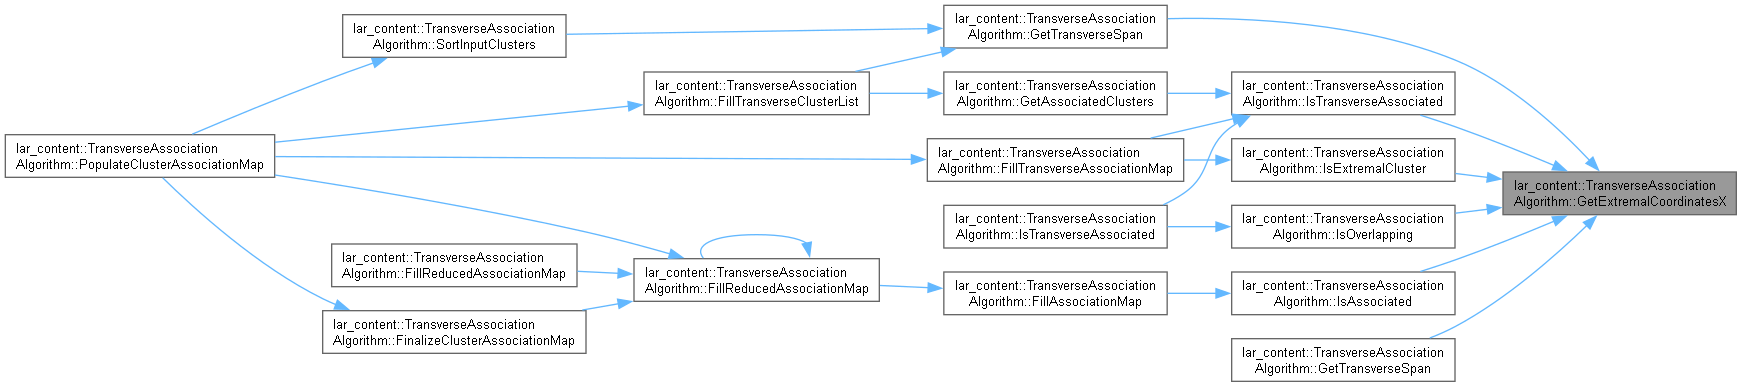 lar_content::TransverseAssociation
Algorithm::SortInputClusters
lar_content::TransverseAssociation
Algorithm::GetTransverseSpan
lar_content::TransverseAssociation
Algorithm::FillTransverseClusterList
lar_content::TransverseAssociation
Algorithm::GetAssociatedClusters
lar_content::TransverseAssociation
Algorithm::IsTransverseAssociated
lar_content::TransverseAssociation
Algorithm::PopulateClusterAssociationMap
lar_content::TransverseAssociation
Algorithm::FillTransverseAssociationMap
lar_content::TransverseAssociation
Algorithm::IsExtremalCluster
lar_content::TransverseAssociation
Algorithm::GetExtremalCoordinatesX
lar_content::TransverseAssociation
Algorithm::IsTransverseAssociated
lar_content::TransverseAssociation
Algorithm::IsOverlapping
lar_content::TransverseAssociation
Algorithm::FillReducedAssociationMap
lar_content::TransverseAssociation
Algorithm::FillReducedAssociationMap
lar_content::TransverseAssociation
Algorithm::FillAssociationMap
lar_content::TransverseAssociation
Algorithm::IsAssociated
lar_content::TransverseAssociation
Algorithm::FinalizeClusterAssociationMap
lar_content::TransverseAssociation
Algorithm::GetTransverseSpan